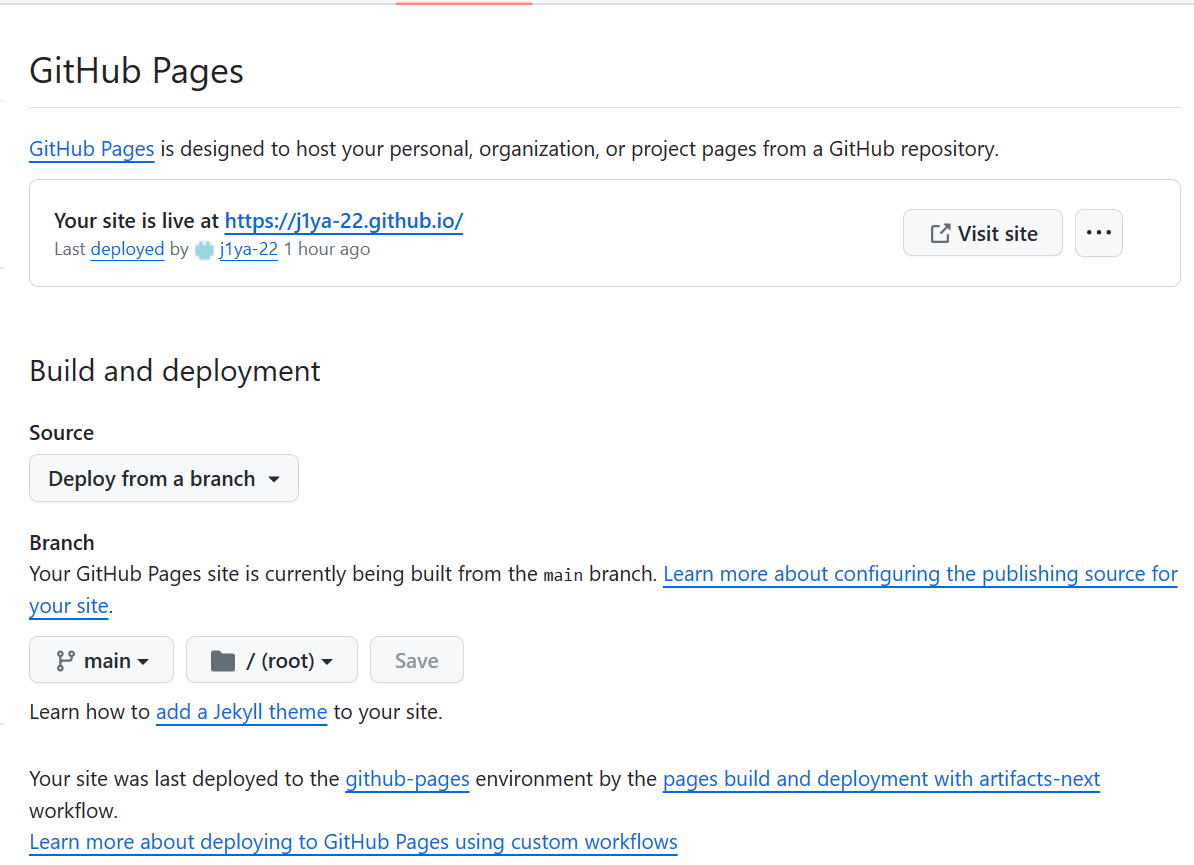 GitHub Pages
GitHub Pages is designed to host your personal, organization, or project pages from a GitHub repository.
Your site is live at https://j1ya-22.github.io/
Last deployed by j1ya-22 1 hour ago
Visit site
Build and deployment
Source
Deploy from a branch
Branch
Your GitHub Pages site is currently being built from the main branch. Learn more about configuring the publishing source for
your site.
main
/ (root)
Save
Learn how to add a Jekyll theme to your site.
Your site was last deployed to the github-pages environment by the pages build and deployment with artifacts-next
workflow.
Learn more about deploying to GitHub Pages using custom workflows